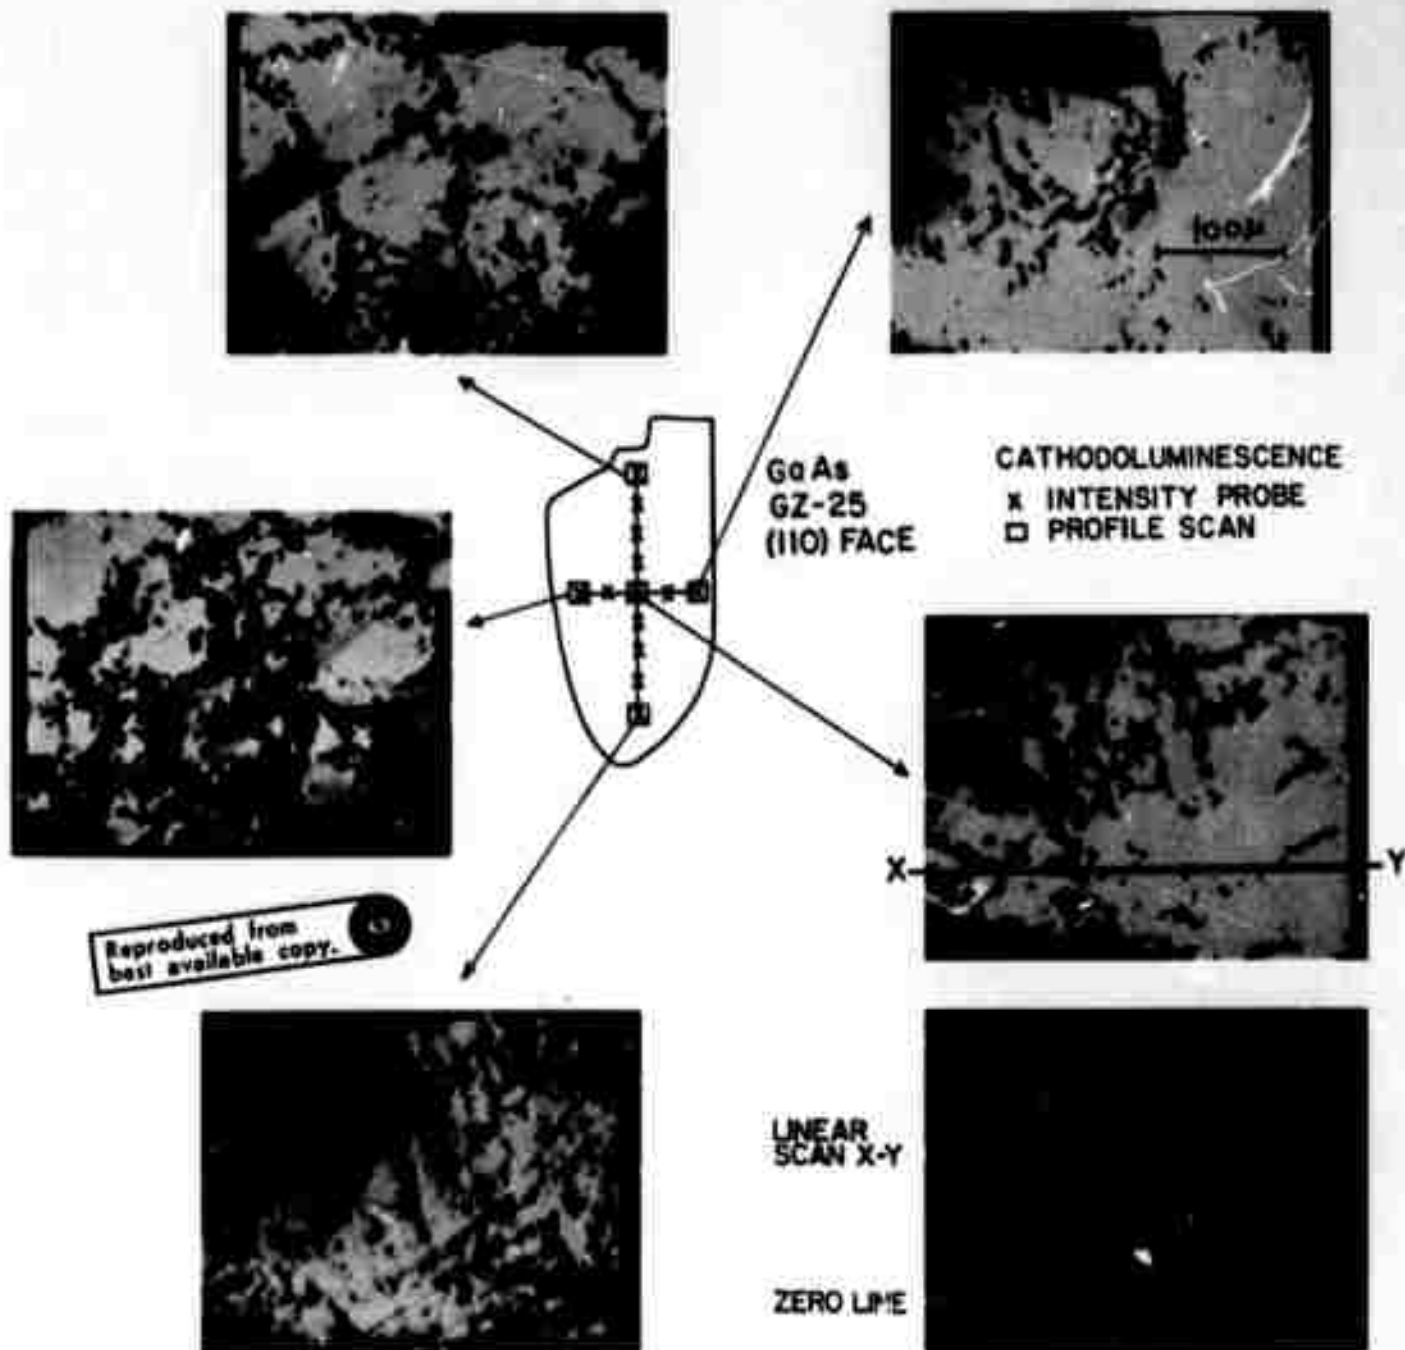 100µ
GaAs
GZ-25
(110) FACE
CATHODOLUMINESCENCE
x INTENSITY PROBE
□ PROFILE SCAN
X
Y
Reproduced from
best available copy.
LINEAR
SCAN X-Y
ZERO LINE